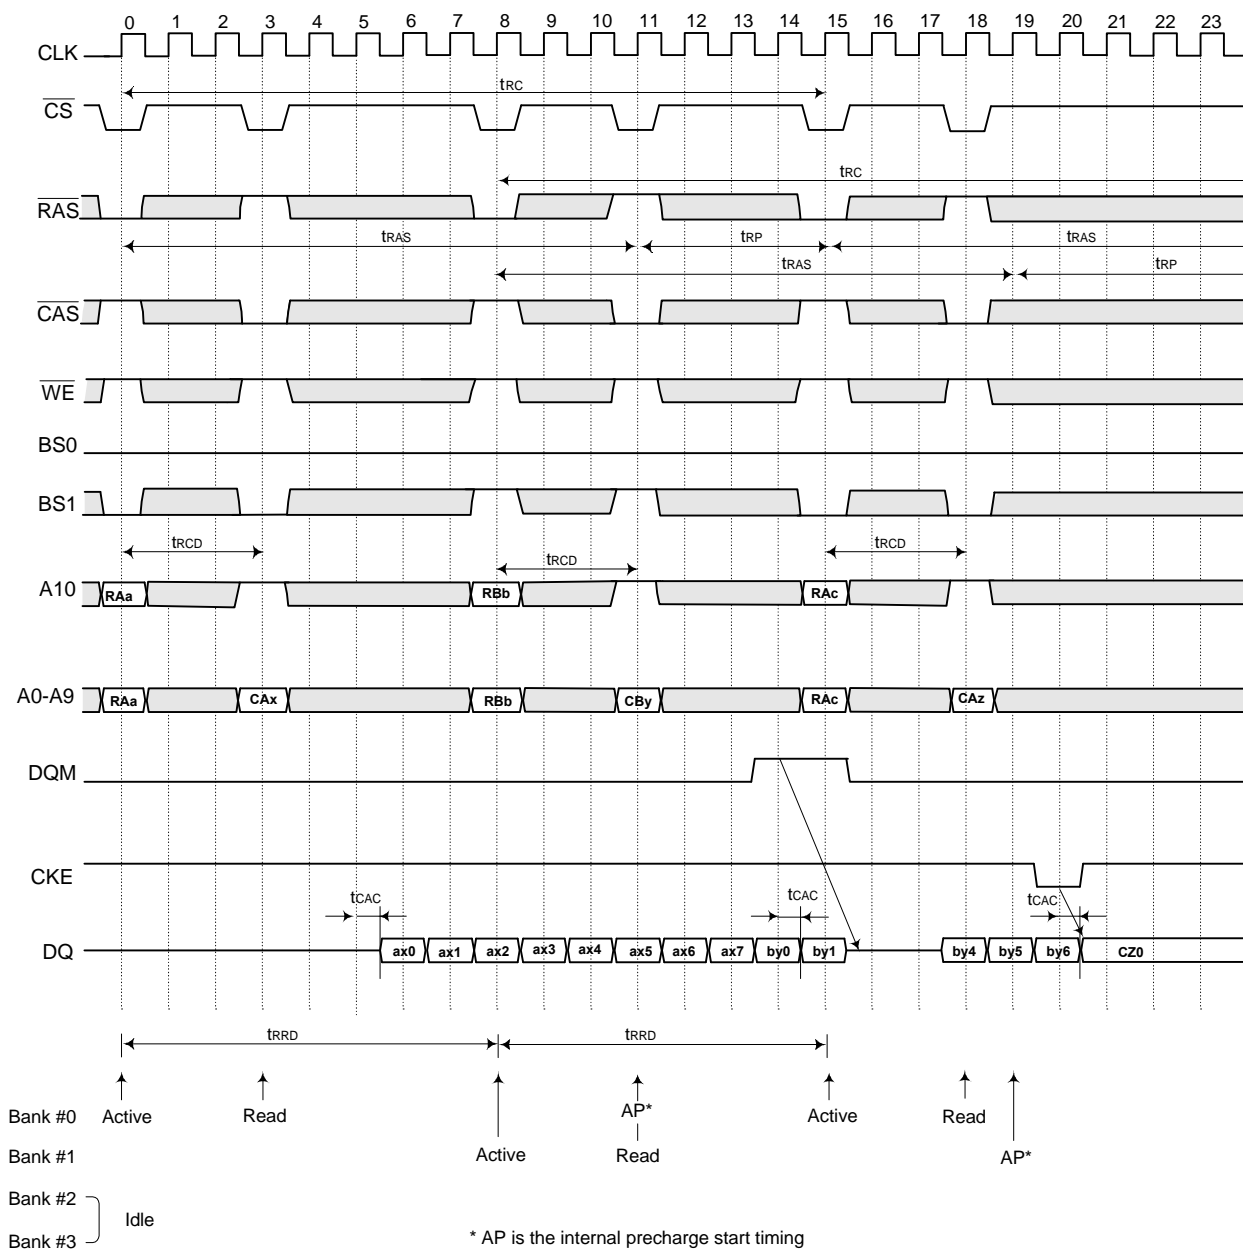 0 1 2 3 4 5 6 7 8 9 10 11 12 13 14 15 16 17 18 19 20 21 22 23
CLK
tRC
CS
tRC
RAS
tRAS tRP tRAS
tRAS tRP
CAS
WE
BS0
BS1
tRCD tRCD tRCD
A10 RAa RBb RAc
A0-A9 RAa CAx RBb CBy RAc CAz
DQM
CKE
tCAC tCAC tCAC
DQ ax0 ax1 ax2 ax3 ax4 ax5 ax6 ax7 by0 by1 by4 by5 by6 CZ0
tRRD tRRD
Bank #0 Active Read AP* Active Read
Bank #1 Active Read AP*
Bank #2
Idle
Bank #3
* AP is the internal precharge start timing